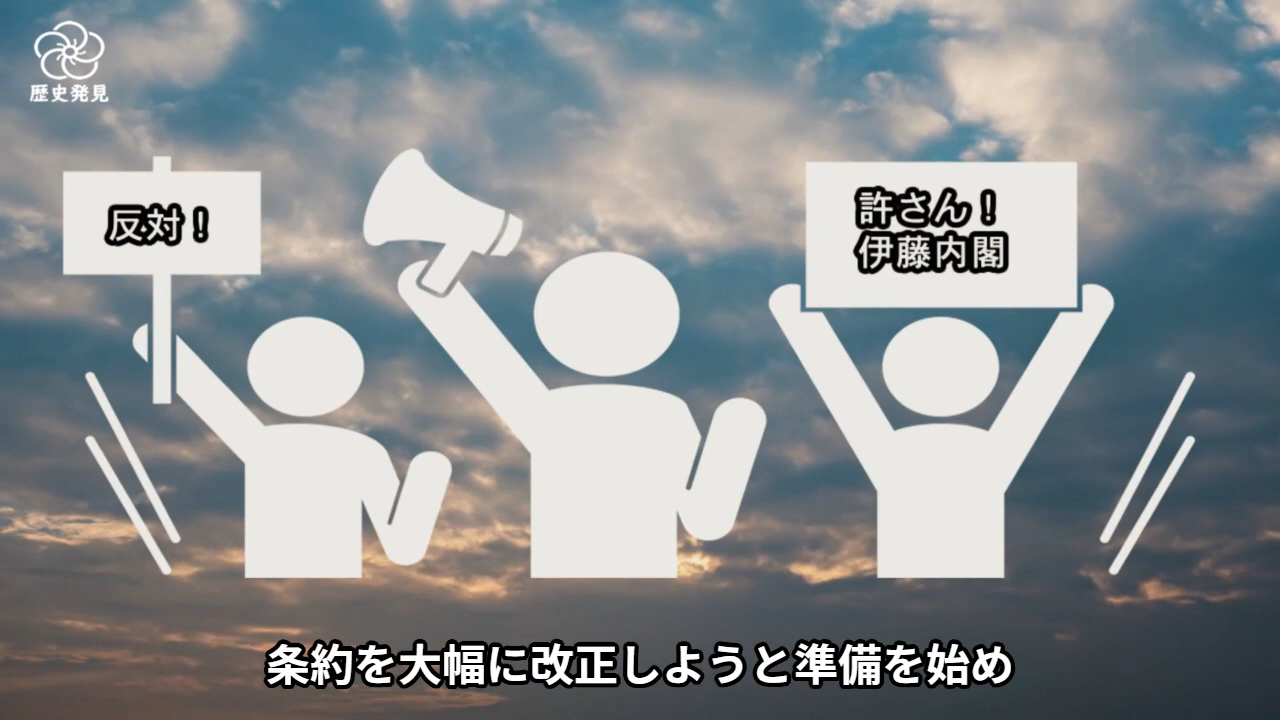 歴史発見
反対！
許さん！
伊藤内閣
条約を大幅に改正しようと準備を始め